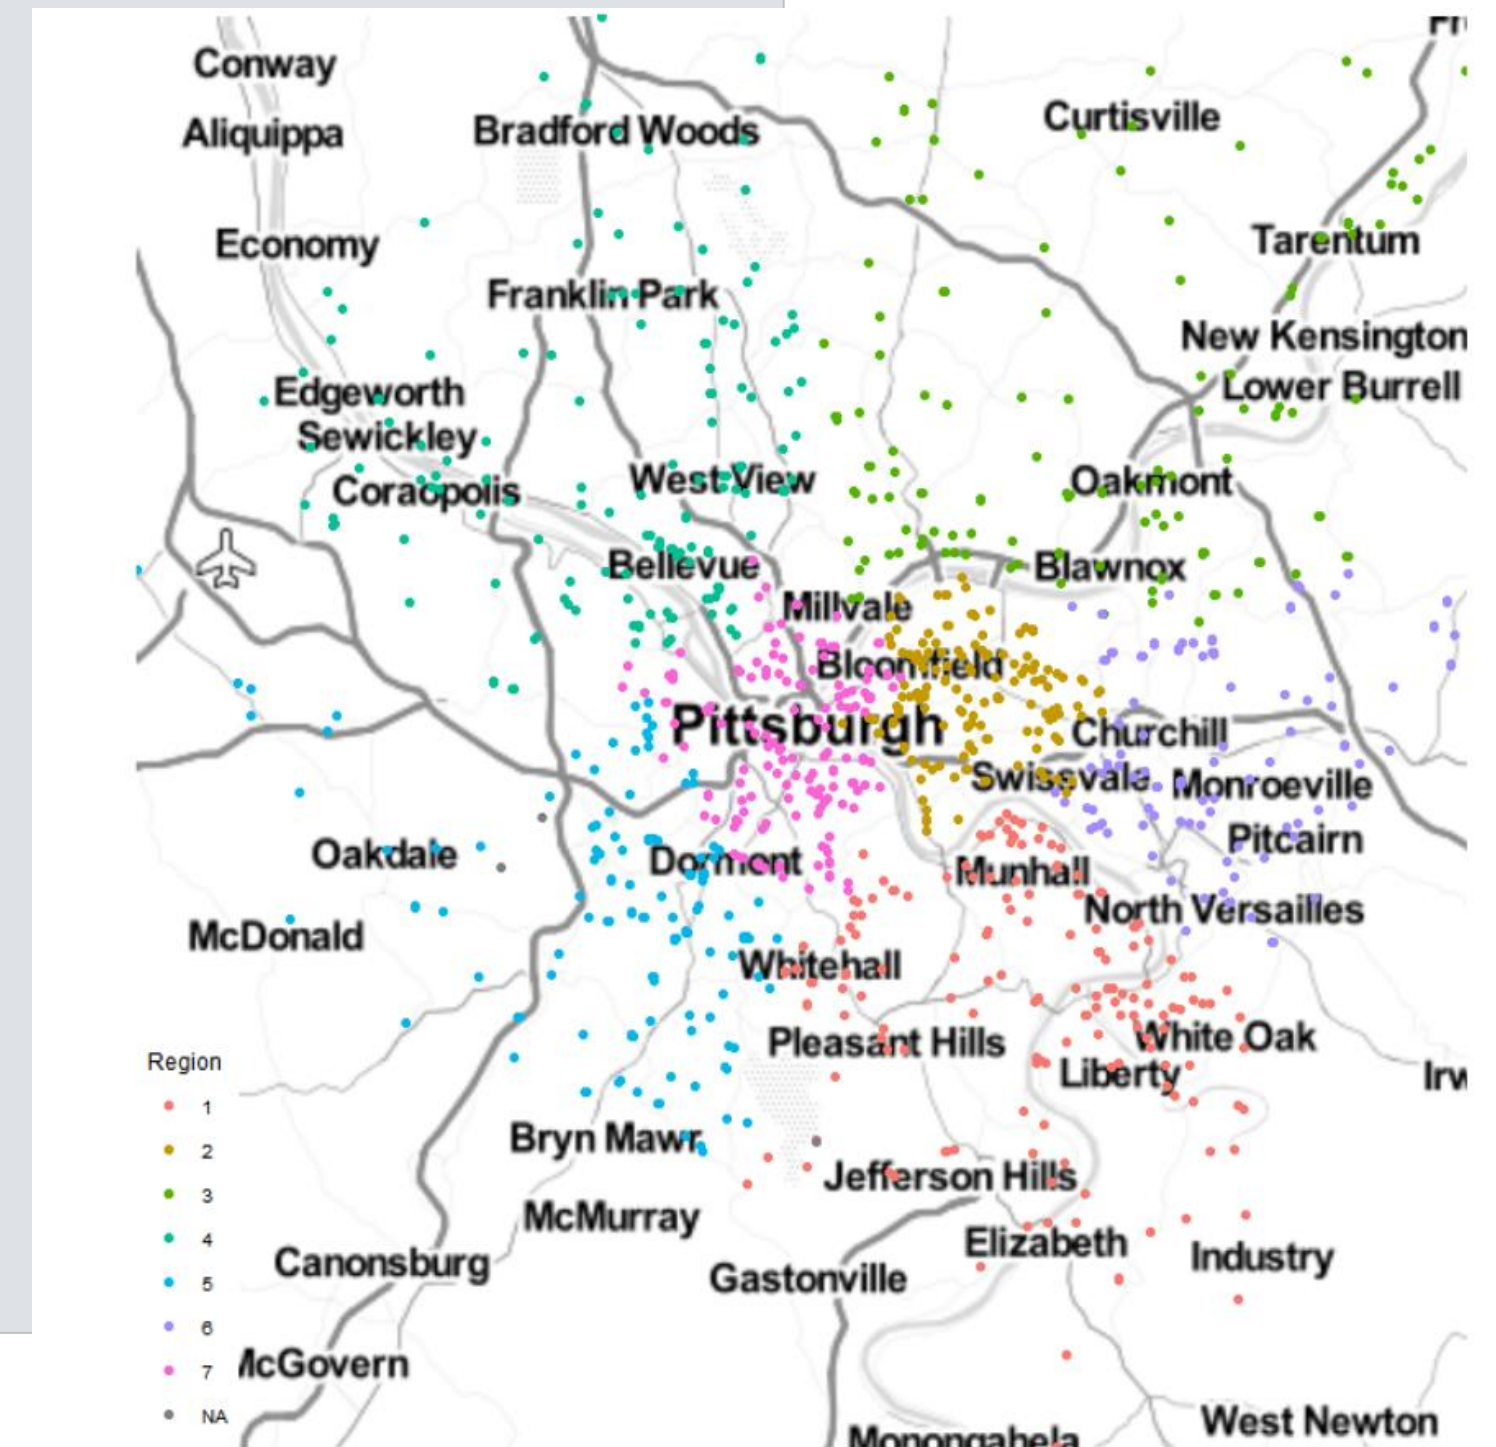 Conway
Aliquippa
Bradford Woods
Curtisville
Economy
Tarentum
Franklin Park
New Kensington
Lower Burrell
Edgeworth
Sewickley
Coraopolis
West View
Oakmont
Bellevue
Blawnox
Millvale
Bloomfield
Pittsburgh
Churchill
Swissvale
Monroeville
Pitcairn
Oakdale
Dormont
Munhall
North Versailles
McDonald
Whitehall
Pleasant Hills
White Oak
Liberty
Irw
Bryn Mawr
Jefferson Hills
McMurray
Elizabeth
Industry
Canonsburg
Gastonville
McGovern
West Newton
Monongahela
Region
1
2
3
4
5
6
7
NA